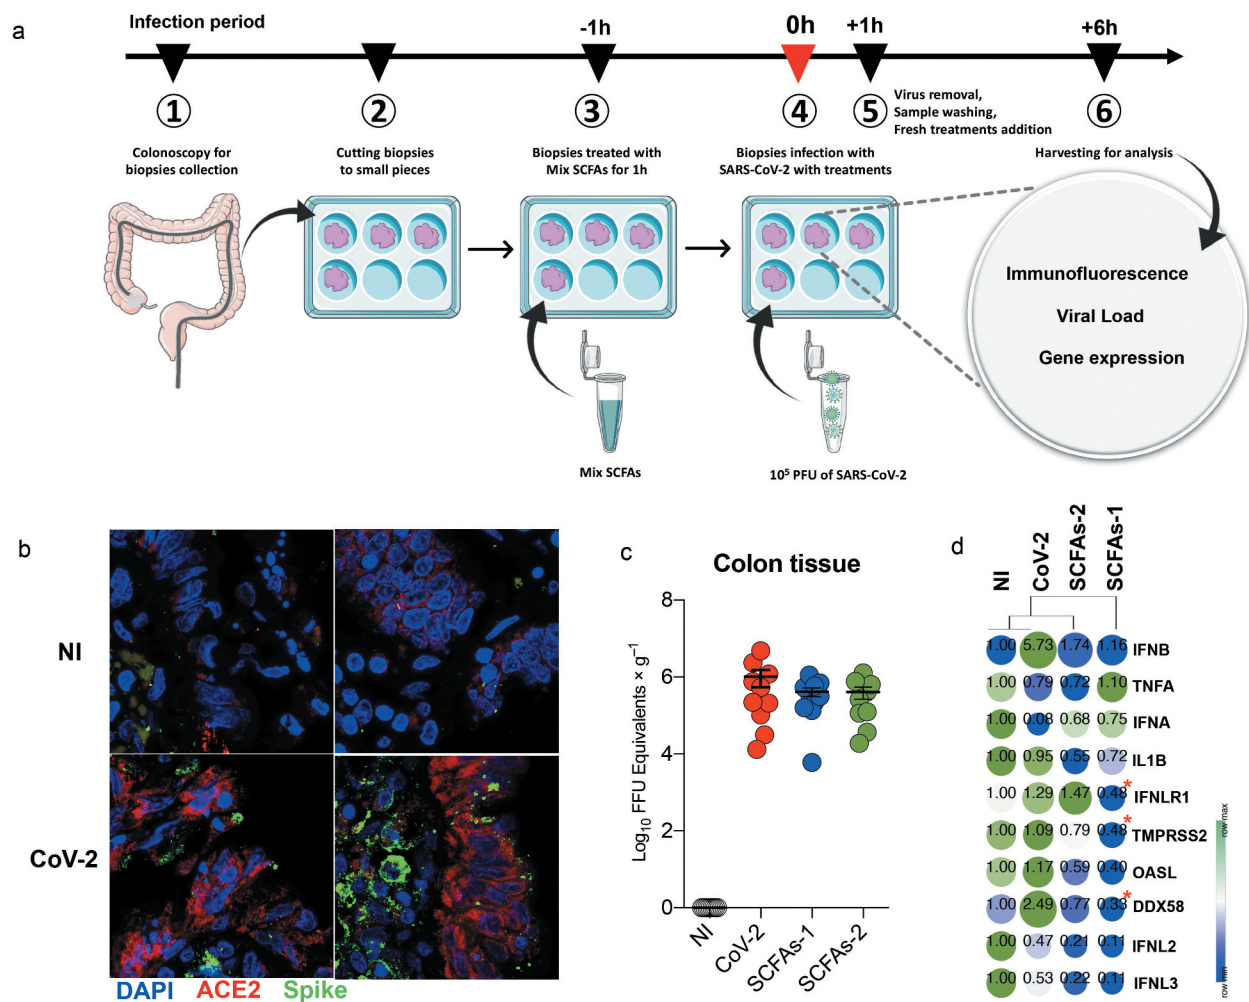 a
Infection period
-1h
0h
+1h
+6h
1
2
3
4
5
6
Virus removal,
Sample washing,
Fresh treatments addition
Colonoscopy for
biopsies collection
Cutting biopsies
to small pieces
Biopsies treated with
Mix SCFAs for 1h
Biopsies infection with
SARS-CoV-2 with treatments
Harvesting for analysis
Immunofluorescence
Viral Load
Gene expression
Mix SCFAs
10⁵ PFU of SARS-CoV-2
b
NI
CoV-2
DAPI ACE2 Spike
c
Colon tissue
Log₁₀ FFU Equivalents × g⁻¹
8
6
4
2
0
NI
CoV-2
SCFAs-1
SCFAs-2
d
NI
CoV-2
SCFAs-2
SCFAs-1
1.00 5.73 1.74 1.16 IFNB
1.00 0.79 0.72 1.10 TNFA
1.00 0.08 0.68 0.75 IFNA
1.00 0.95 0.55 0.72 IL1B
1.00 1.29 1.47 0.48 * IFNLR1
1.00 1.09 0.79 0.48 * TMPRSS2
1.00 1.17 0.59 0.40 OASL
1.00 2.49 0.77 0.33 * DDX58
1.00 0.47 0.21 0.11 IFNL2
1.00 0.53 0.22 0.11 IFNL3
row max
row min